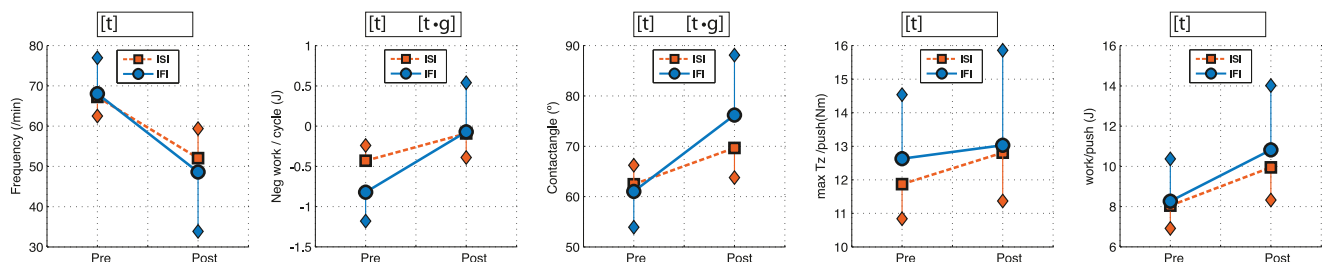 [t]
[t] [t•g]
[t] [t•g]
[t]
[t]
80
70
60
50
40
30
Frequency (/min)
ISI
IFI
Pre Post
1
0.5
0
-0.5
-1
-1.5
Neg work / cycle (J)
ISI
IFI
Pre Post
90
80
70
60
50
Contactangle (°)
ISI
IFI
Pre Post
16
15
14
13
12
11
10
max Tz /push(Nm)
ISI
IFI
Pre Post
16
14
12
10
8
6
work/push (J)
ISI
IFI
Pre Post